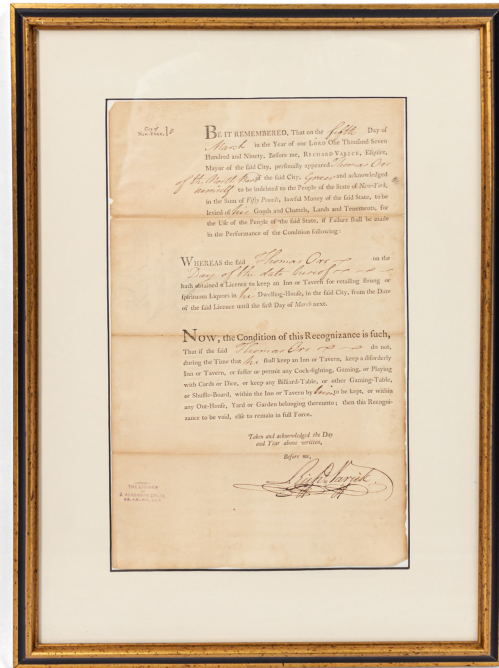 City of
New-York,
BE IT REMEMBERED, That on the fifth Day of
March in the Year of our LORD One Thousand Seven
Hundred and Ninety, Before me, RICHARD VARICK, Esquire,
Mayor of the said City, personally appeared Thomas Orr
of the Ward of the said City, Grocer and acknowledged
himself to be indebted to the People of the State of New-York,
in the Sum of Fifty Pounds, lawful Money of said State, to be
levied of his Goods and Chattels, Lands and Tenements, for
the Use of the People of the said State, if Failure shall be made
in the Performance of the Condition following:
WHEREAS the said Thomas Orr on the
Day of the date hereof
hath obtained a Licence to keep an Inn or Tavern for retailing strong or
spirituous Liquors in his Dwelling-House, in the said City, from the Date
of the said Licence until the first Day of March next.
NOW, the Condition of this Recognizance is such,
That if the said Thomas Orr do not,
during the Time that he shall keep an Inn or Tavern, keep a disorderly
Inn or Tavern, or suffer or permit any Cock-fighting, Gaming, or Playing
with Cards or Dice, or keep any Billiard-Table, or other Gaming-Table,
or Shuffle-Board, within the Inn or Tavern by him to be kept, or within
any Out-House, Yard or Garden belonging thereunto; then this Recogni-
zance to be void, else to remain in full Force.
Taken and acknowledged the Day
and Year above written,
Before me,
Richd Varick